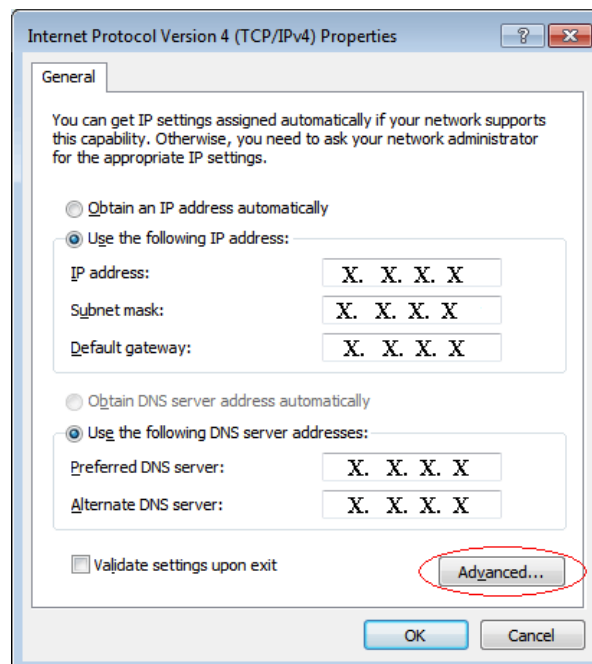 Internet Protocol Version 4 (TCP/IPv4) Properties
General
You can get IP settings assigned automatically if your network supports
this capability. Otherwise, you need to ask your network administrator
for the appropriate IP settings.
Obtain an IP address automatically
Use the following IP address:
IP address: X. X. X. X
Subnet mask: X. X. X. X
Default gateway: X. X. X. X
Obtain DNS server address automatically
Use the following DNS server addresses:
Preferred DNS server: X. X. X. X
Alternate DNS server: X. X. X. X
Validate settings upon exit
Advanced...
OK Cancel